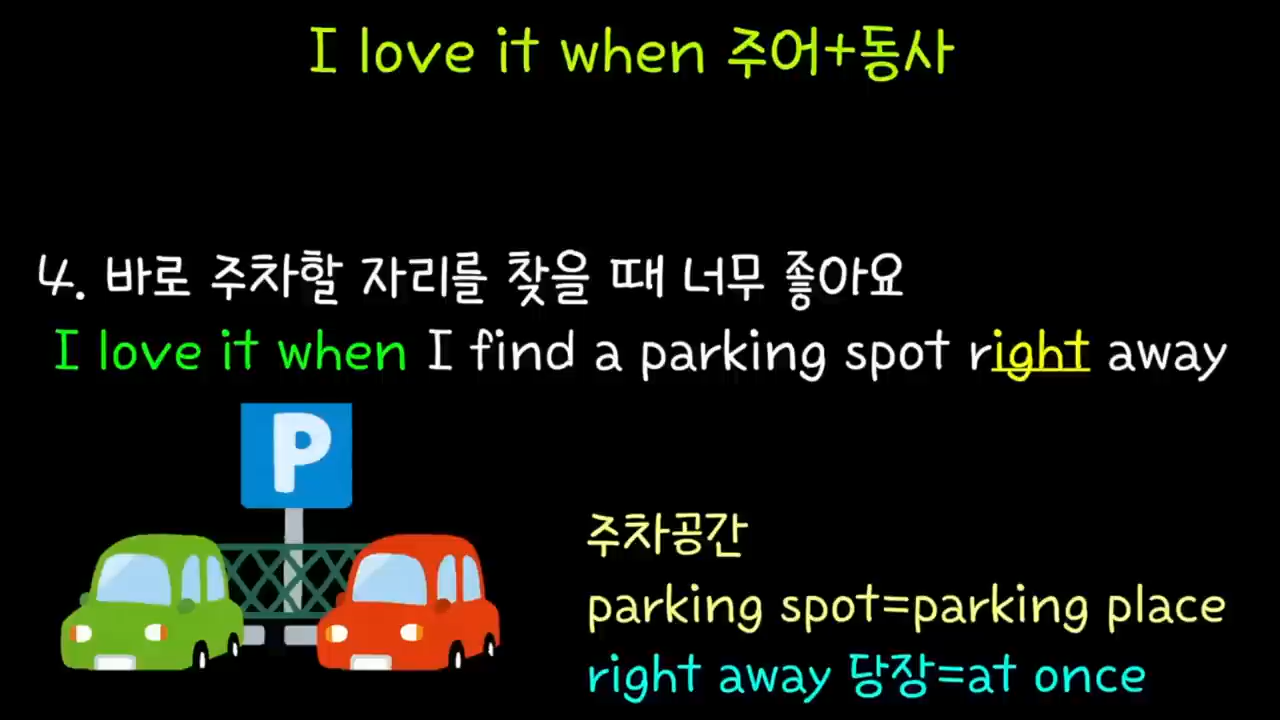 I love it when 주어+동사
4. 바로 주차할 자리를 찾을 때 너무 좋아요
I love it when I find a parking spot right away
P
주차공간
parking spot=parking place
right away 당장=at once